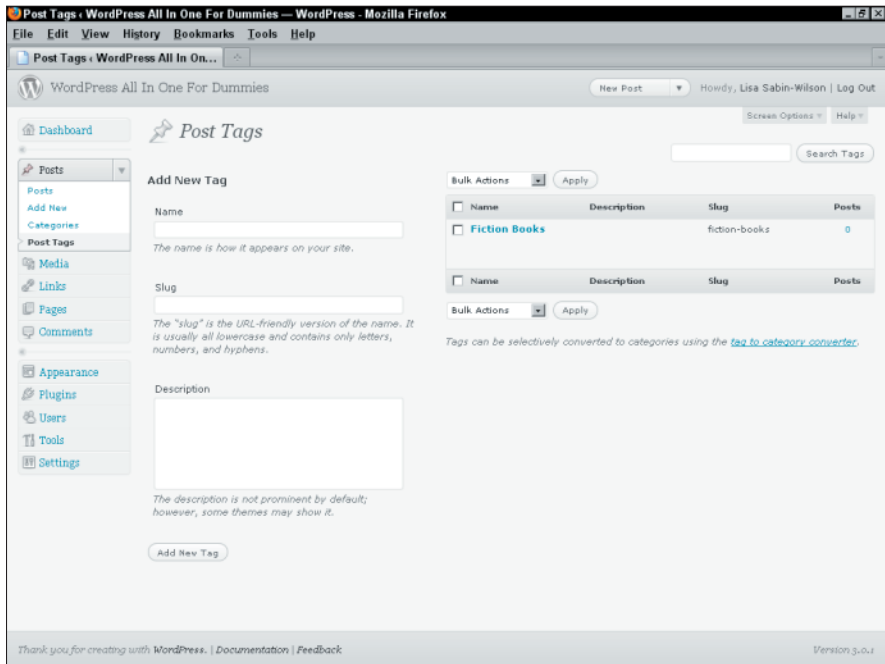 Post Tags ‹ WordPress All In One For Dummies — WordPress - Mozilla Firefox
File Edit View History Bookmarks Tools Help
Post Tags ‹ WordPress All In On...
WordPress All In One For Dummies
New Post
Howdy, Lisa Sabin-Wilson | Log Out
Screen Options
Help
Dashboard
Posts
Posts
Add New
Categories
Post Tags
Media
Links
Pages
Comments
Appearance
Plugins
Users
Tools
Settings
Post Tags
Search Tags
Add New Tag
Name
The name is how it appears on your site.
Slug
The "slug" is the URL-friendly version of the name. It
is usually all lowercase and contains only letters,
numbers, and hyphens.
Description
The description is not prominent by default;
however, some themes may show it.
Add New Tag
Bulk Actions Apply
Name Description Slug Posts
Fiction Books fiction-books 0
Name Description Slug Posts
Bulk Actions Apply
Tags can be selectively converted to categories using the tag to category converter.
Thank you for creating with WordPress. | Documentation | Feedback
Version 3.0.1